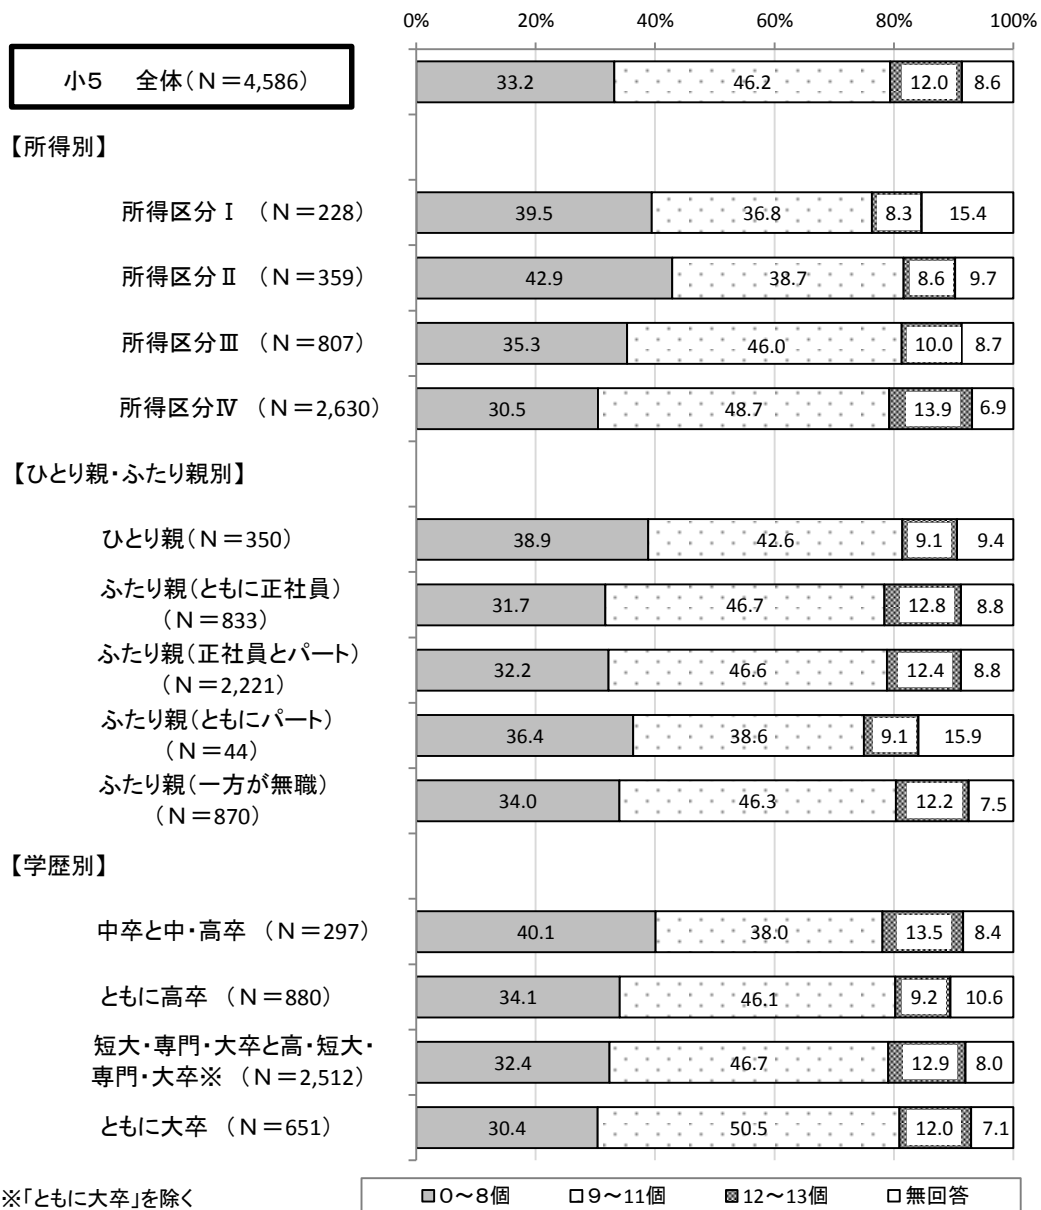 0% 20% 40% 60% 80% 100%
小5 全体(N=4,586) 33.2 46.2 12.0 8.6
【所得別】
所得区分Ⅰ (N=228) 39.5 36.8 8.3 15.4
所得区分Ⅱ (N=359) 42.9 38.7 8.6 9.7
所得区分Ⅲ (N=807) 35.3 46.0 10.0 8.7
所得区分Ⅳ (N=2,630) 30.5 48.7 13.9 6.9
【ひとり親・ふたり親別】
ひとり親(N=350) 38.9 42.6 9.1 9.4
ふたり親(ともに正社員)
(N=833) 31.7 46.7 12.8 8.8
ふたり親(正社員とパート)
(N=2,221) 32.2 46.6 12.4 8.8
ふたり親(ともにパート)
(N=44) 36.4 38.6 9.1 15.9
ふたり親(一方が無職)
(N=870) 34.0 46.3 12.2 7.5
【学歴別】
中卒と中・高卒 (N=297) 40.1 38.0 13.5 8.4
ともに高卒 (N=880) 34.1 46.1 9.2 10.6
短大・専門・大卒と高・短大・
専門・大卒※ (N=2,512) 32.4 46.7 12.9 8.0
ともに大卒 (N=651) 30.4 50.5 12.0 7.1
※「ともに大卒」を除く
0~8個 9~11個 12~13個 無回答